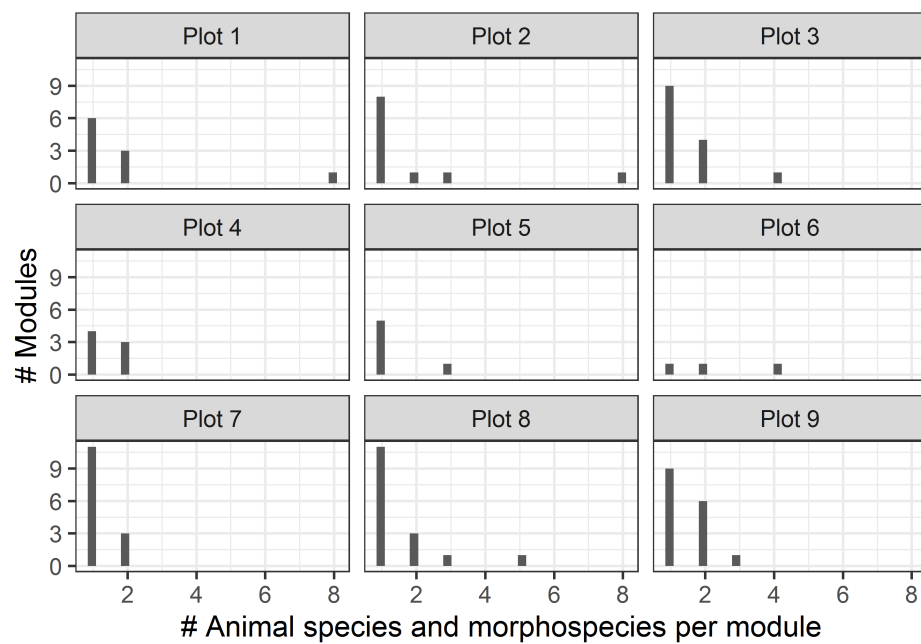 Plot 1 Plot 2 Plot 3
9
6
3
0
Plot 4 Plot 5 Plot 6
9
6
3
0
Plot 7 Plot 8 Plot 9
9
6
3
0
2 4 6 8 2 4 6 8 2 4 6 8
# Modules
# Animal species and morphospecies per module